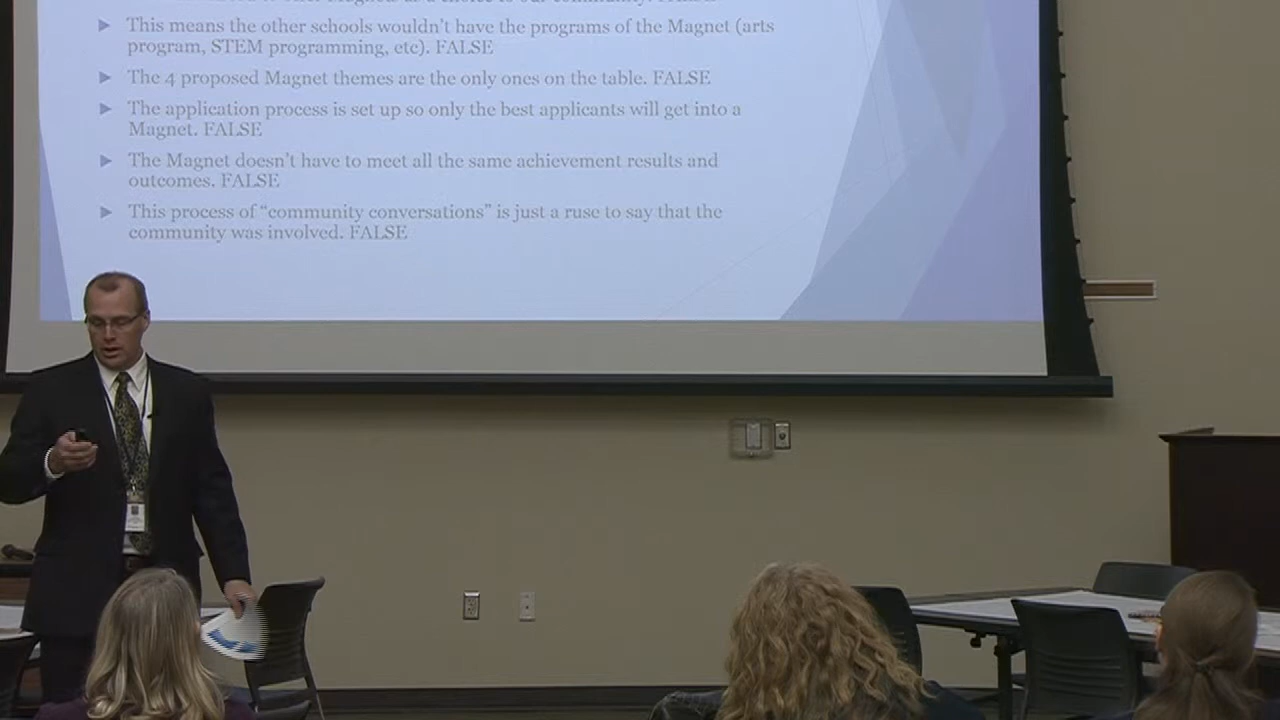 This means the other schools wouldn't have the programs of the Magnet (arts
program, STEM programming, etc). FALSE
The 4 proposed Magnet themes are the only ones on the table. FALSE
The application process is set up so only the best applicants will get into a
Magnet. FALSE
The Magnet doesn't have to meet all the same achievement results and
outcomes. FALSE
This process of “community conversations” is just a ruse to say that the
community was involved. FALSE